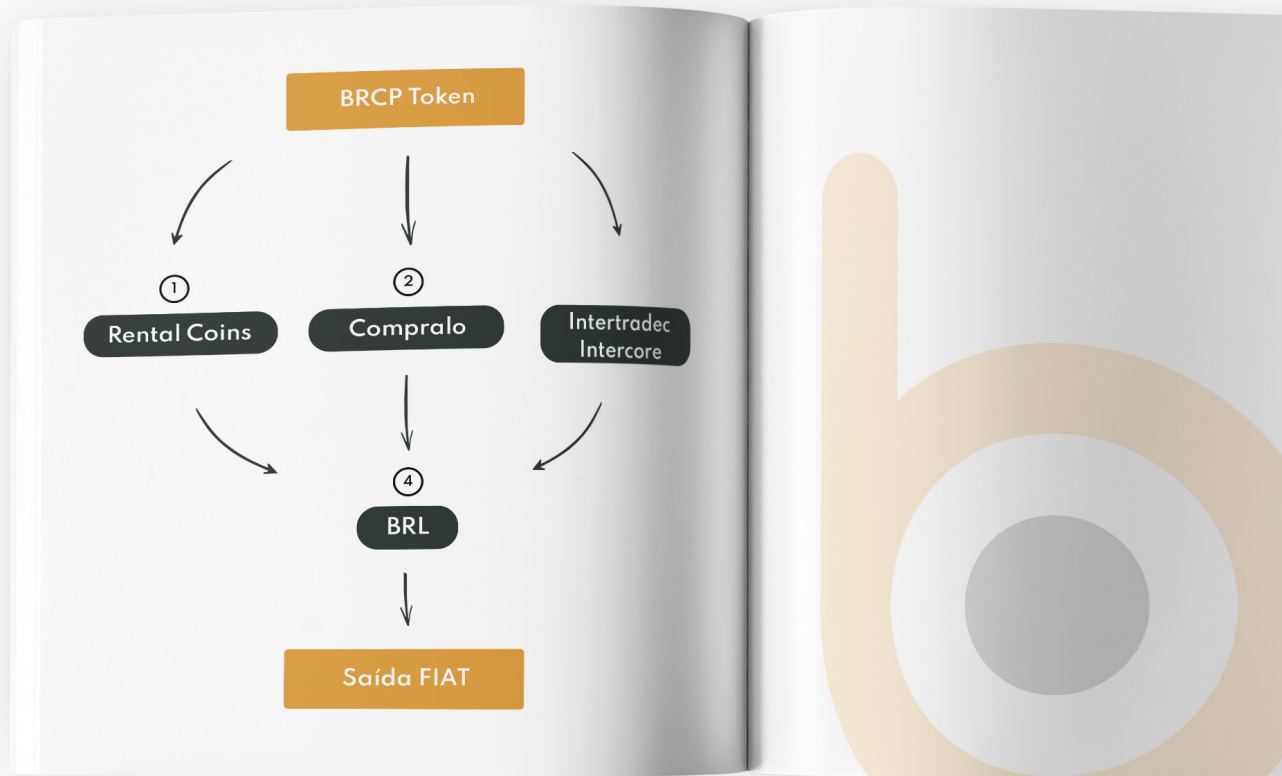 BRCP Token
1
2
Rental Coins
Compralo
Intertradec
Intercore
4
BRL
Saída FIAT